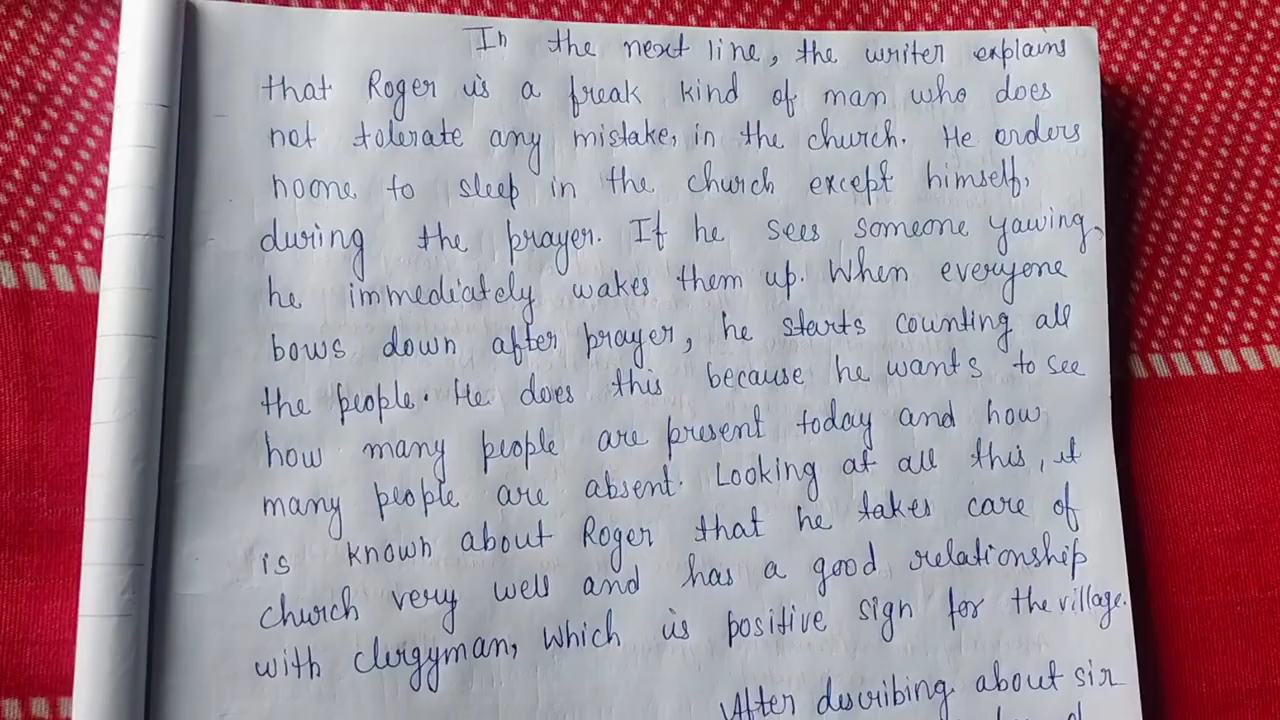 In the next line, the writer explains
that Roger is a freak kind of man who does
not tolerate any mistake, in the church. He orders
noone to sleep in the church except himself,
during the prayer. If he sees someone yawing,
he immediately wakes them up. When everyone
bows down after prayer, he starts counting all
the people. He does this because he wants to see
how many people are present today and how
many people are absent. Looking at all this, it
is known about Roger that he takes care of
church very well and has a good relationship
with clergyman, which is positive sign for the village.
After describing about sir